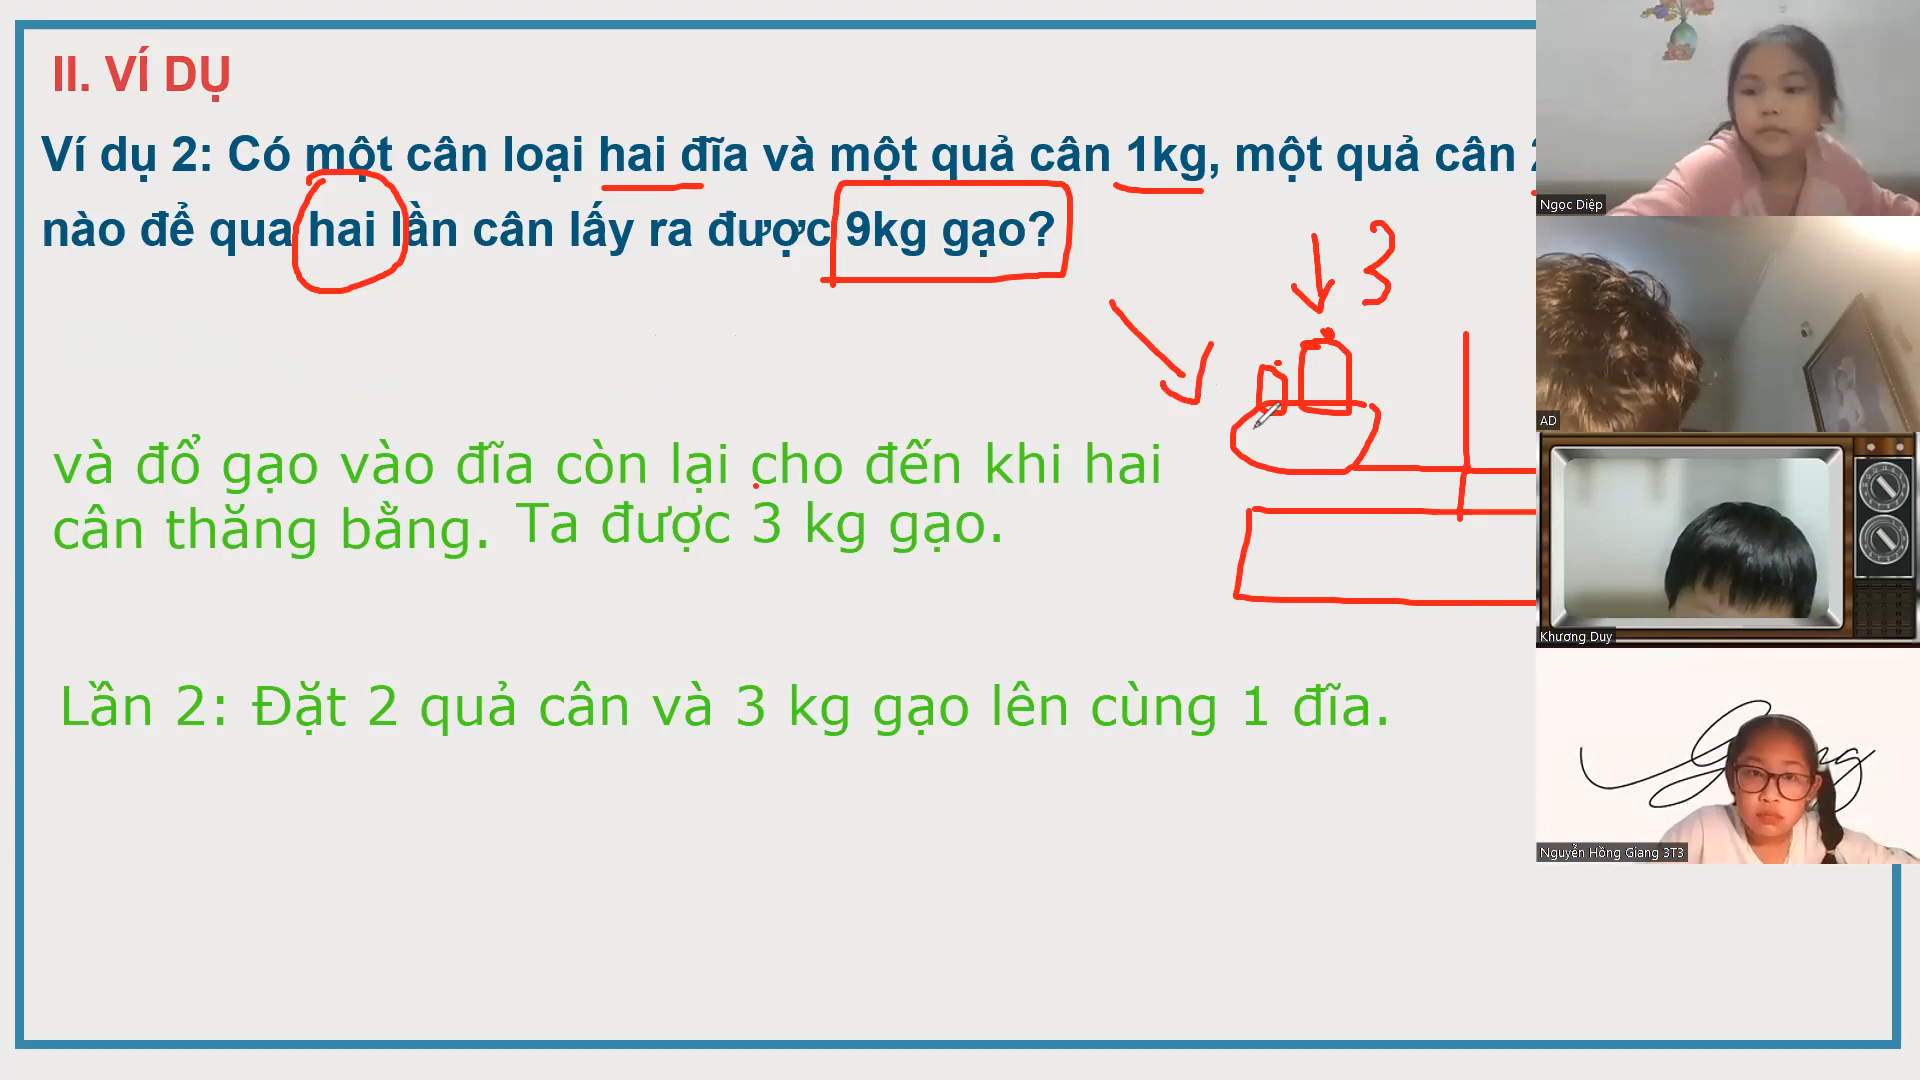 II. VÍ DỤ
Ví dụ 2: Có một cân loại hai đĩa và một quả cân 1kg, một quả cân
nào để qua hai lần cân lấy ra được 9kg gạo?
3
và đổ gạo vào đĩa còn lại cho đến khi hai
cân thăng bằng. Ta được 3 kg gạo.
Lần 2: Đặt 2 quả cân và 3 kg gạo lên cùng 1 đĩa.
Ngọc Diệp
AD
Khương Duy
Nguyễn Hồng Giang 3T3